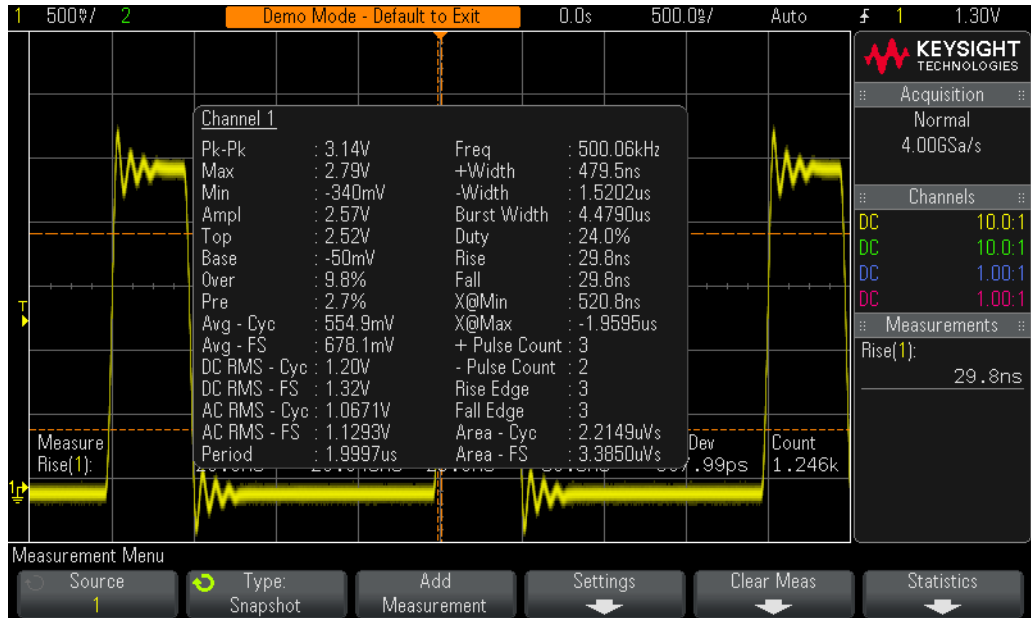 1 500mV/ 2 Demo Mode - Default to Exit 0.0s 500.0ns/ Auto 1 1.30V
KEYSIGHT
TECHNOLOGIES
Acquisition
Normal
4.00GSa/s
Channels
DC 10.0:1
DC 10.0:1
DC 1.00:1
DC 1.00:1
Measurements
Rise(1):
29.8ns
T
Channel 1
Pk-Pk : 3.14V Freq : 500.06kHz
Max : 2.79V +Width : 479.5ns
Min : -340mV -Width : 1.5202us
Ampl : 2.57V Burst Width : 4.4790us
Top : 2.52V Duty : 24.0%
Base : -50mV Rise : 29.8ns
Over : 9.8% Fall : 29.8ns
Pre : 2.7% X@Min : 520.8ns
Avg - Cyc : 554.9mV X@Max : -1.9595us
Avg - FS : 678.1mV + Pulse Count : 3
DC RMS - Cyc : 1.20V - Pulse Count : 2
DC RMS - FS : 1.32V Rise Edge : 3
AC RMS - Cyc : 1.0671V Fall Edge : 3
AC RMS - FS : 1.1293V Area - Cyc : 2.2149uVs
Period : 1.9997us Area - FS : 3.3850uVs
Measure Dev Count
Rise(1): .99ps 1.246k
1
Measurement Menu
Source Type: Add Settings Clear Meas Statistics
1 Snapshot Measurement